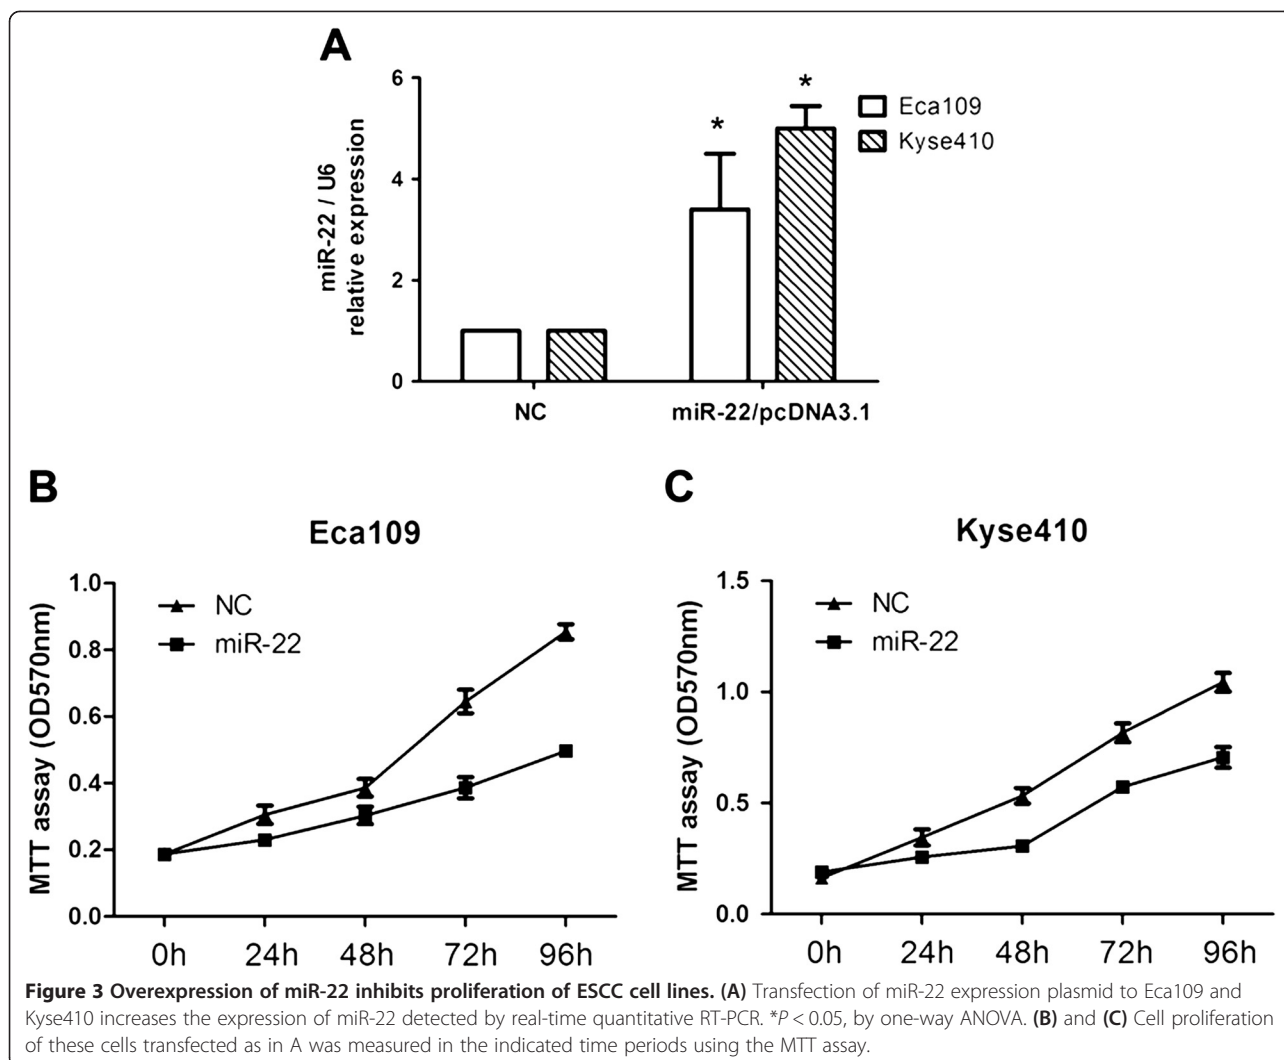 A
6
4
2
0
miR-22 / U6
relative expression
*
*
Eca109
Kyse410
NC
miR-22/pcDNA3.1
B
Eca109
1.0
0.8
0.6
0.4
0.2
0.0
MTT assay (OD570nm)
NC
miR-22
0h 24h 48h 72h 96h
C
Kyse410
1.5
1.0
0.5
0.0
MTT assay (OD570nm)
NC
miR-22
0h 24h 48h 72h 96h
Figure 3 Overexpression of miR-22 inhibits proliferation of ESCC cell lines. (A) Transfection of miR-22 expression plasmid to Eca109 and
Kyse410 increases the expression of miR-22 detected by real-time quantitative RT-PCR. *P < 0.05, by one-way ANOVA. (B) and (C) Cell proliferation
of these cells transfected as in A was measured in the indicated time periods using the MTT assay.